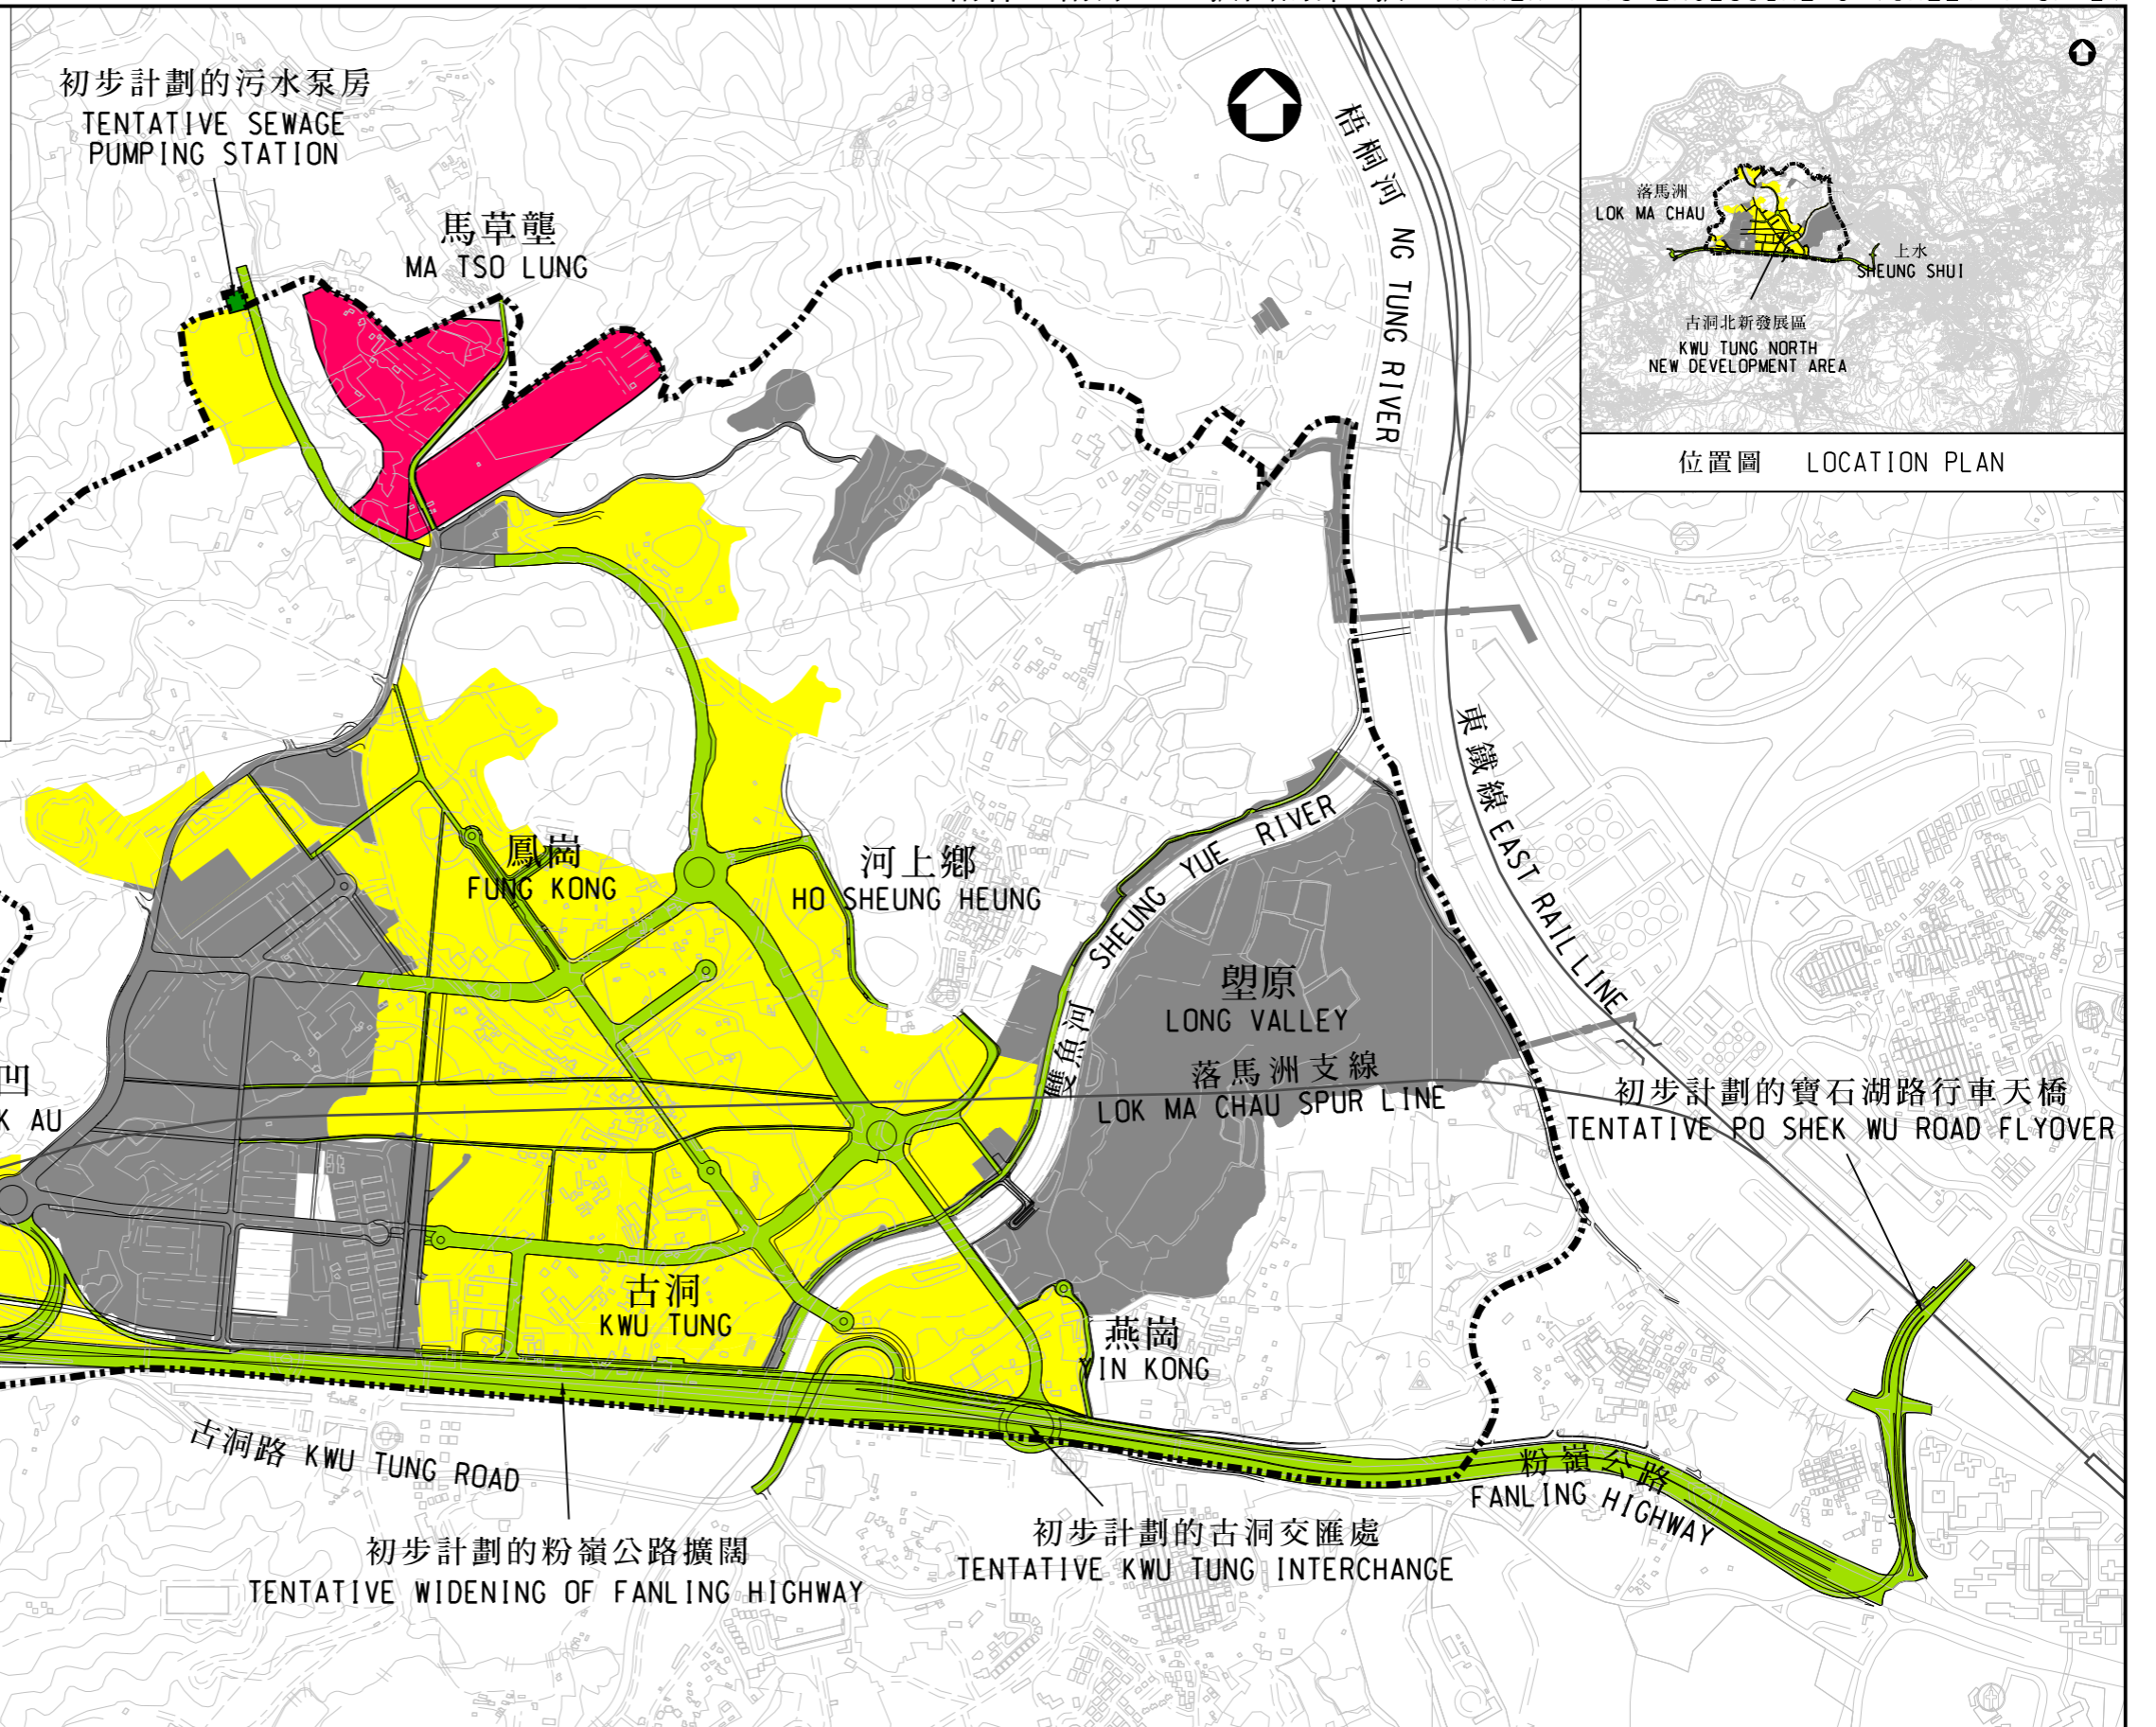 初步計劃的污水泵房
TENTATIVE SEWAGE
PUMPING STATION
馬草壟
MA TSO LUNG
183
183
梧桐河 NG TUNG RIVER
落馬洲
LOK MA CHAU
上水
SHEUNG SHUI
古洞北新發展區
KWU TUNG NORTH
NEW DEVELOPMENT AREA
位置圖 LOCATION PLAN
100
東鐵線 EAST RAIL LINE
鳳崗
FUNG KONG
河上鄉
HO SHEUNG HEUNG
雙魚河 SHEUNG YUE RIVER
塱原
LONG VALLEY
落馬洲支線
LOK MA CHAU SPUR LINE
凹
K AU
初步計劃的寶石湖路行車天橋
TENTATIVE PO SHEK WU ROAD FLYOVER
古洞
KWU TUNG
燕崗
YIN KONG
16
古洞路 KWU TUNG ROAD
粉嶺公路
FANLING HIGHWAY
初步計劃的粉嶺公路擴闊
TENTATIVE WIDENING OF FANLING HIGHWAY
初步計劃的古洞交匯處
TENTATIVE KWU TUNG INTERCHANGE